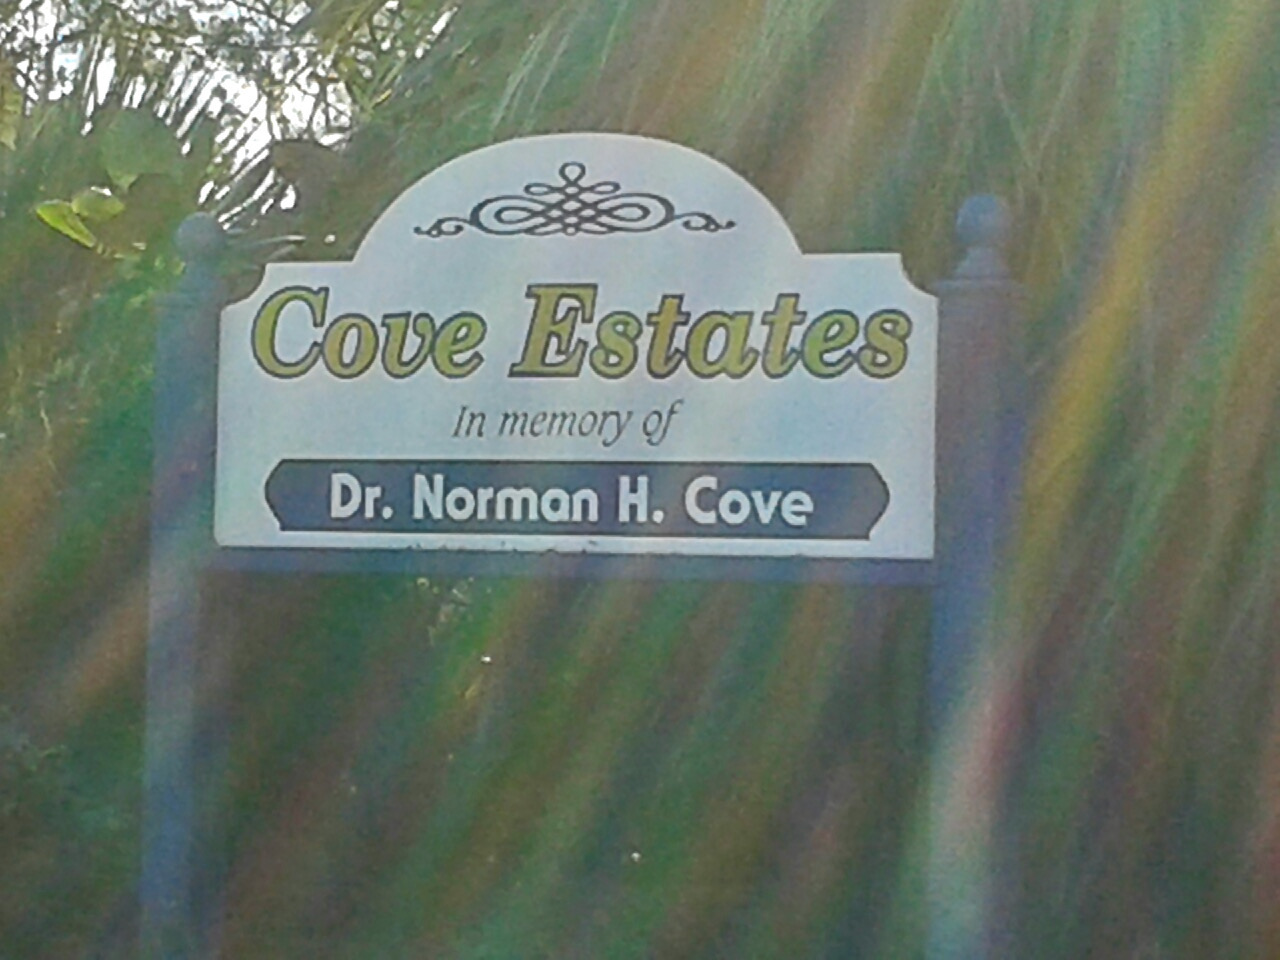 Cove Estates
In memory of
Dr. Norman H. Cove